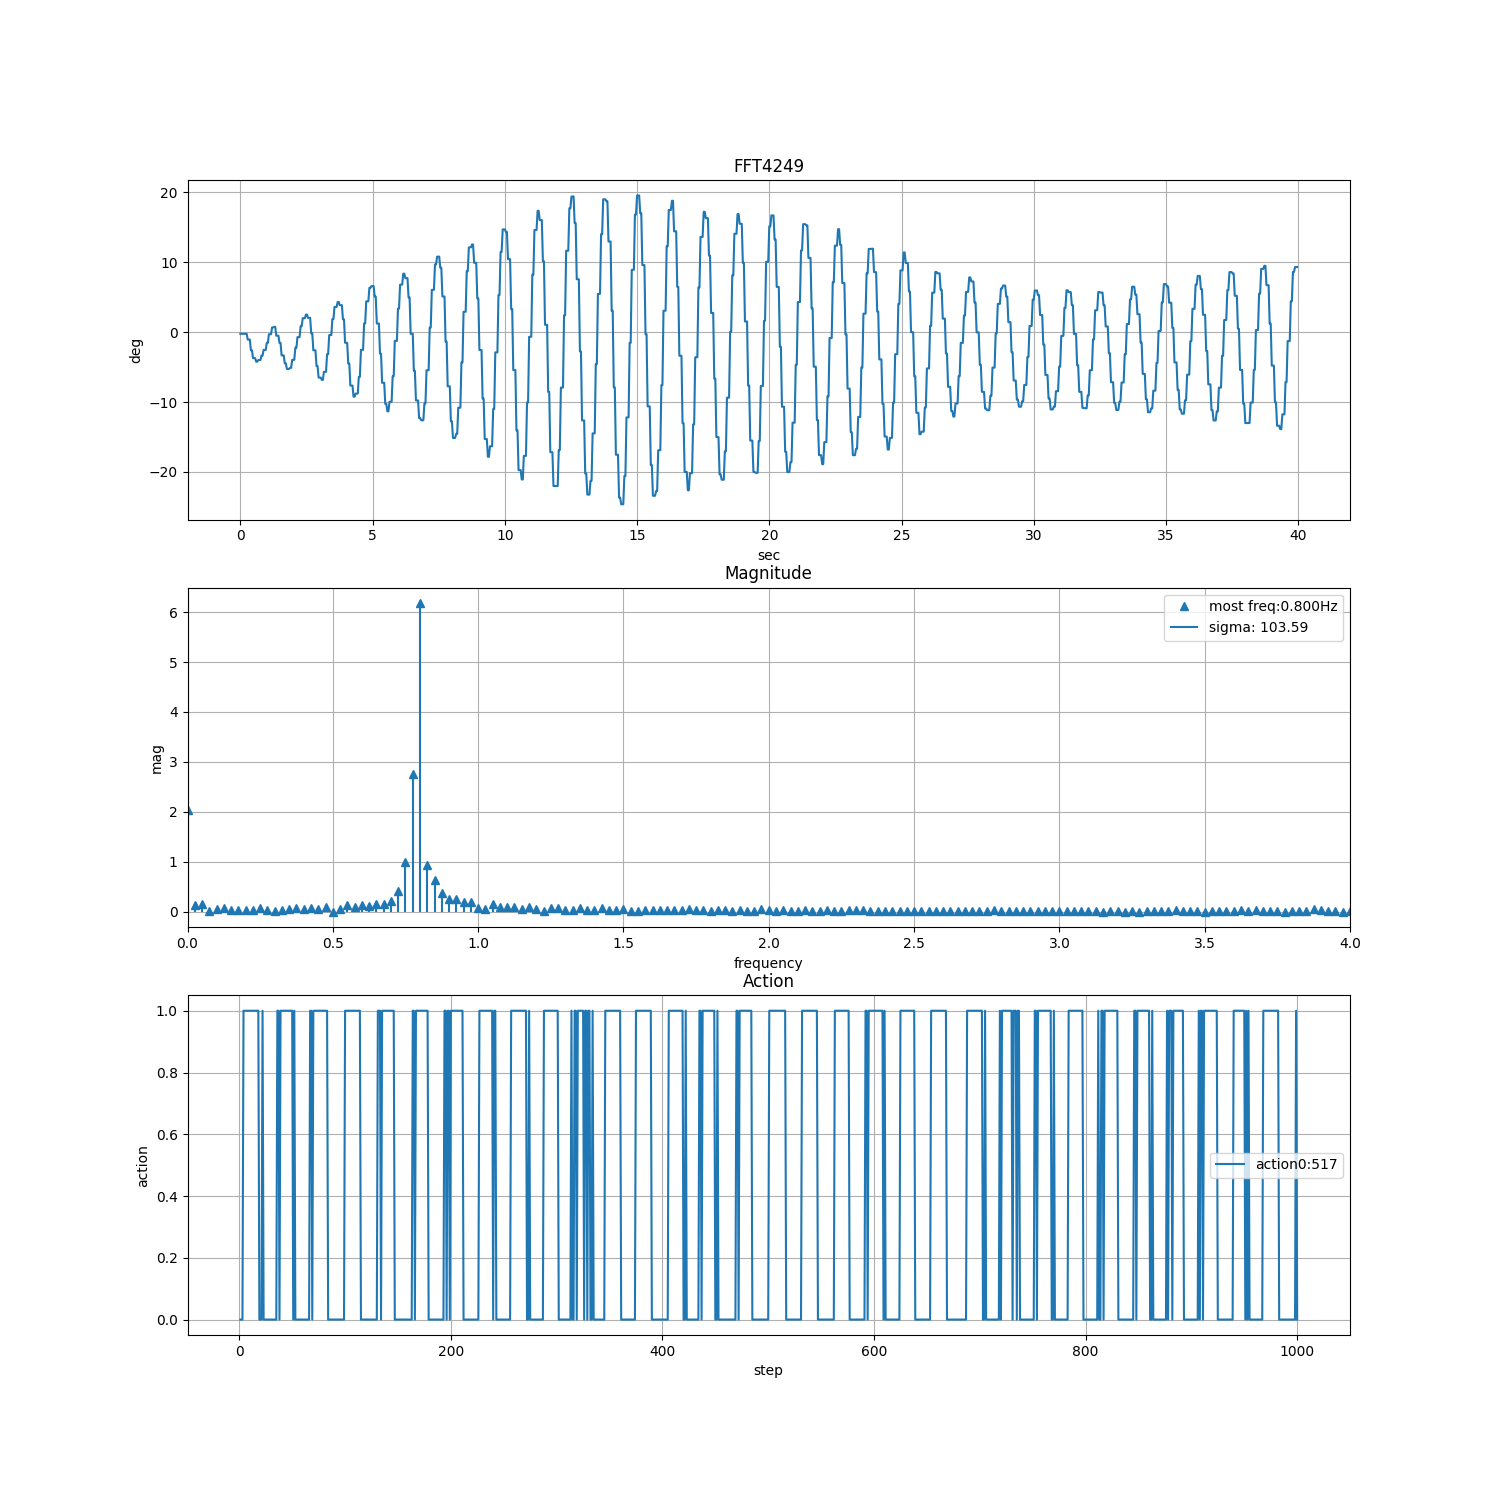 FFT4249
20
10
0
−10
−20
deg
0 5 10 15 20 25 30 35 40
sec
Magnitude
most freq:0.800Hz
sigma: 103.59
6
5
4
3
2
1
0
mag
0.0 0.5 1.0 1.5 2.0 2.5 3.0 3.5 4.0
frequency
Action
1.0
0.8
0.6
0.4
0.2
0.0
action
action0:517
0 200 400 600 800 1000
step